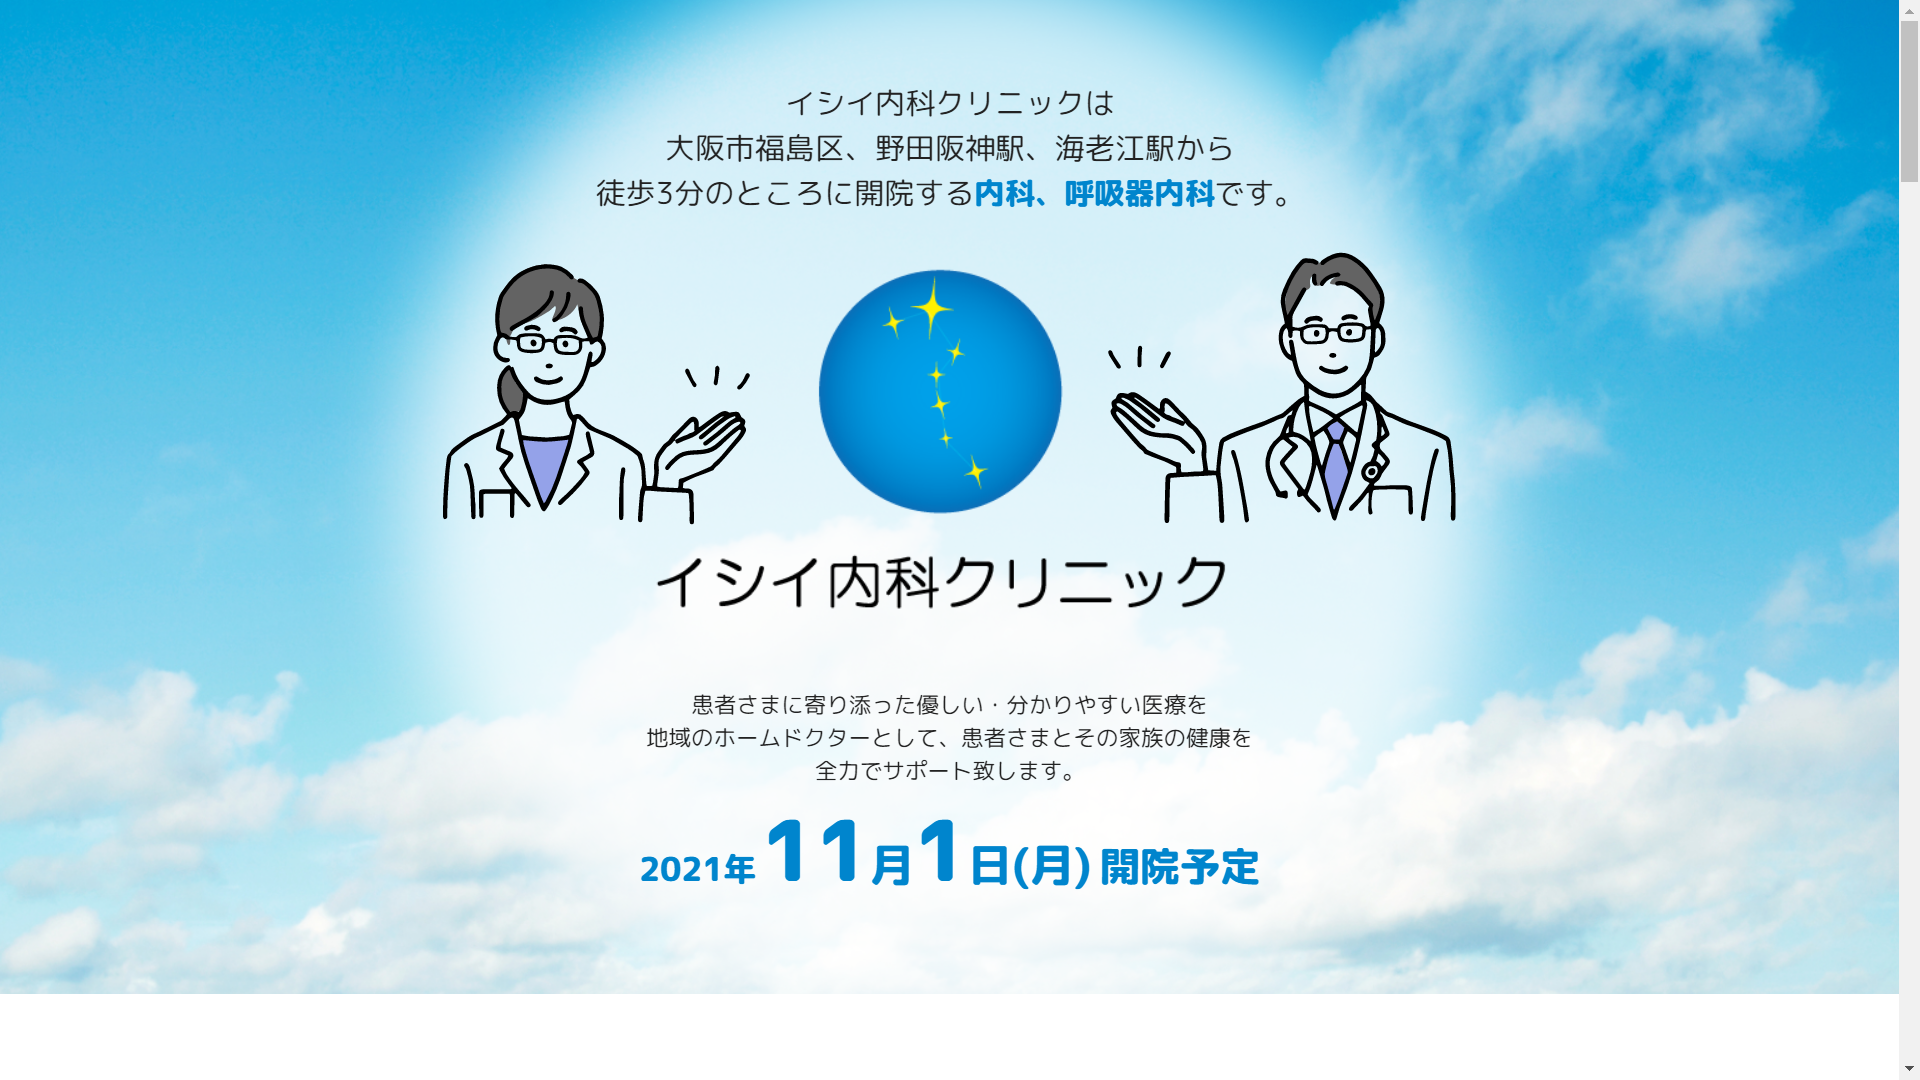 イシイ内科クリニックは
大阪市福島区、野田阪神駅、海老江駅から
徒歩3分のところに開院する内科、呼吸器内科です。
イシイ内科クリニック
患者さまに寄り添った優しい・分かりやすい医療を
地域のホームドクターとして、患者さまとその家族の健康を
全力でサポート致します。
2021年11月1日(月)開院予定